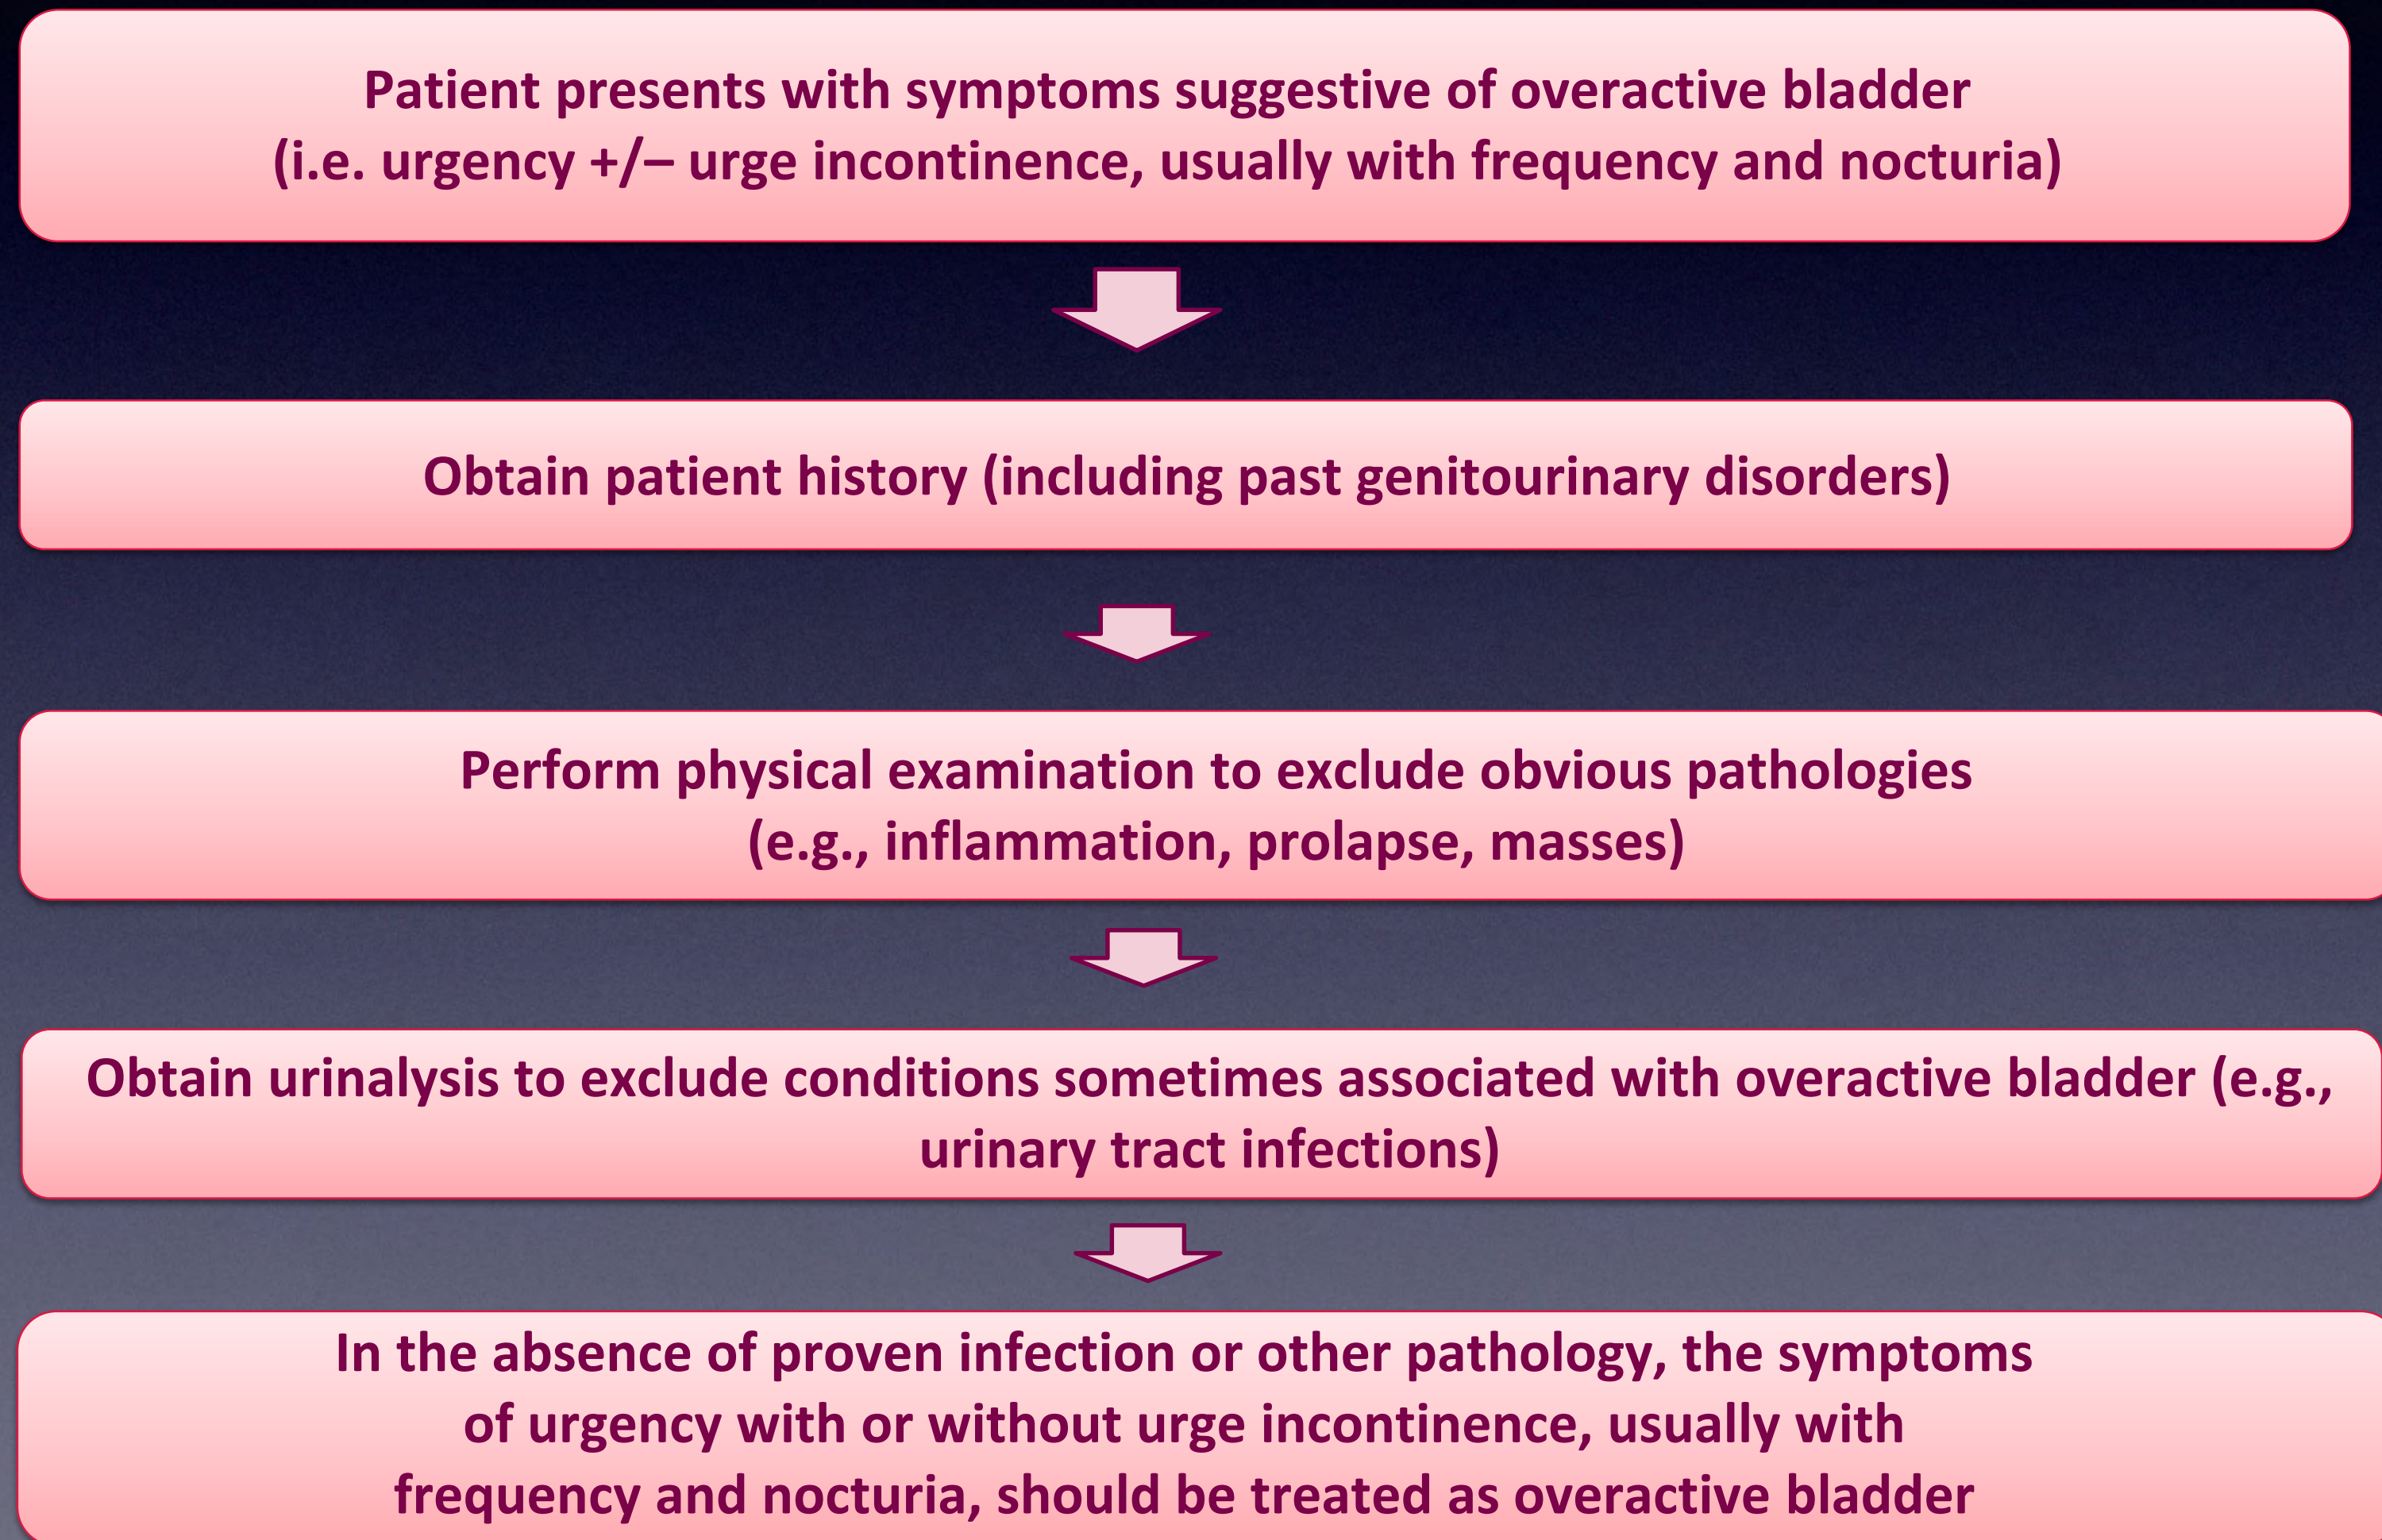 Patient presents with symptoms suggestive of overactive bladder
(i.e. urgency +/– urge incontinence, usually with frequency and nocturia)
Obtain patient history (including past genitourinary disorders)
Perform physical examination to exclude obvious pathologies
(e.g., inflammation, prolapse, masses)
Obtain urinalysis to exclude conditions sometimes associated with overactive bladder (e.g.,
urinary tract infections)
In the absence of proven infection or other pathology, the symptoms
of urgency with or without urge incontinence, usually with
frequency and nocturia, should be treated as overactive bladder